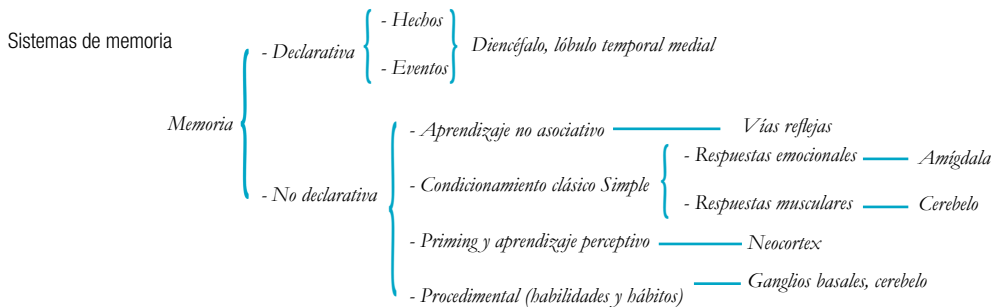 Sistemas de memoria
Memoria
- Declarativa
- Hechos
- Eventos
Diencéfalo, lóbulo temporal medial
- No declarativa
- Aprendizaje no asociativo
Vías reflejas
- Condicionamiento clásico Simple
- Respuestas emocionales
Amígdala
- Respuestas musculares
Cerebelo
- Priming y aprendizaje perceptivo
Neocortex
- Procedimental (habilidades y hábitos)
Ganglios basales, cerebelo